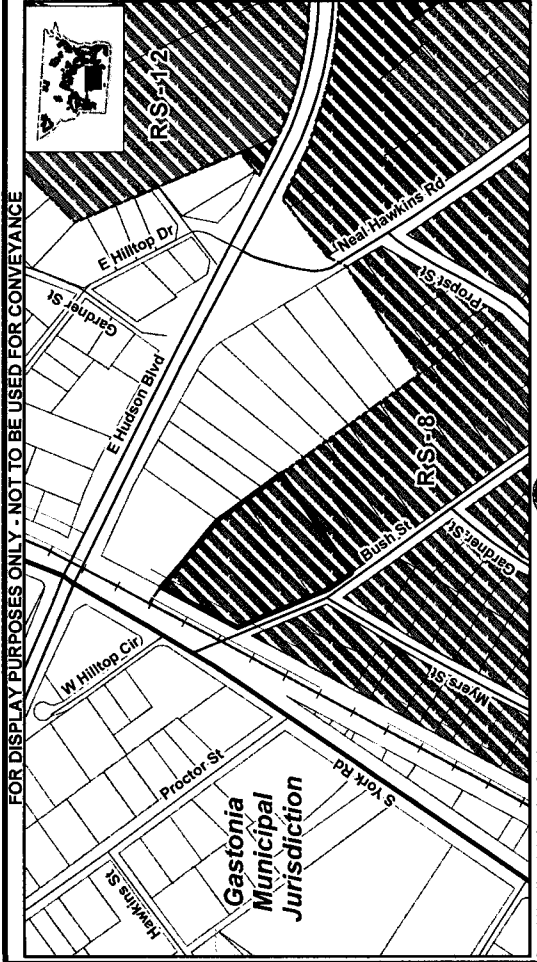 FOR DISPLAY PURPOSES ONLY - NOT TO BE USED FOR CONVEYANCE
RS-12
E Hilltop Dr
Gardner St
E Hudson Blvd
Neal Hawkins Rd
Propst St
RS-8
Bush St
Gardner St
Myers St
W Hilltop Cir
Proctor St
S York Rd
Hawkins St
Gastonia
Municipal
Jurisdiction